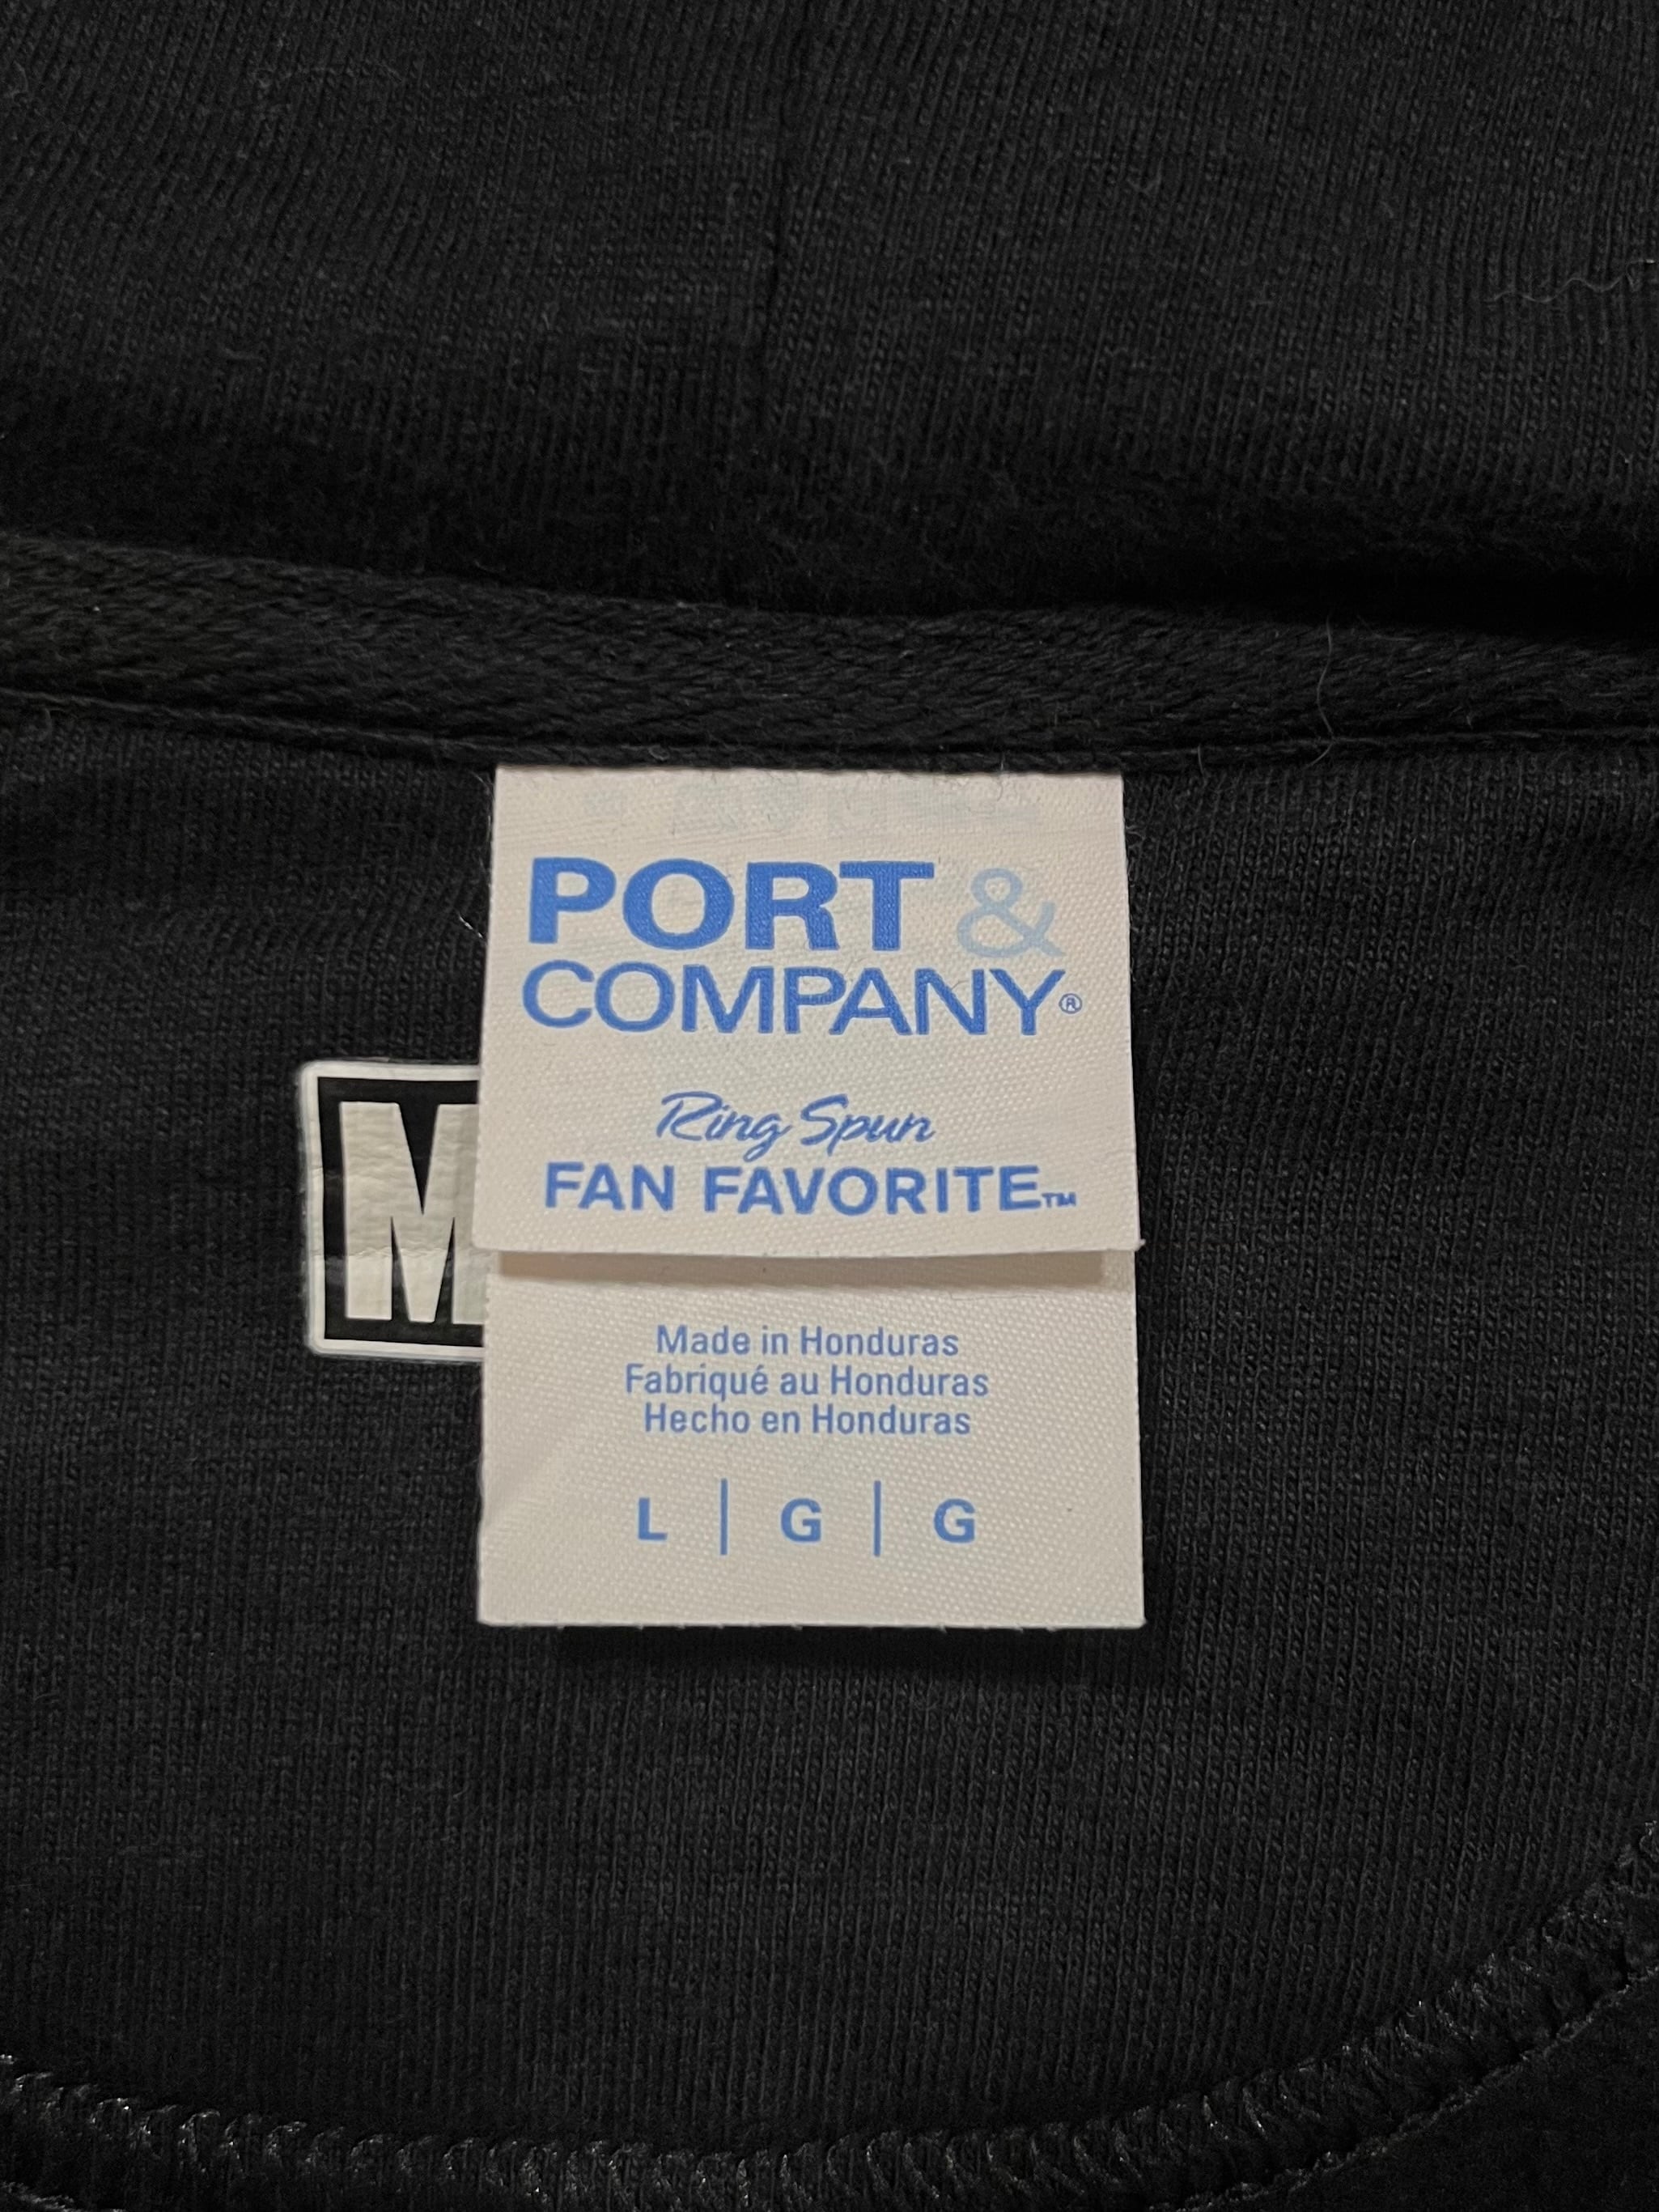 PORT &
COMPANY®
Ring Spun
FAN FAVORITE™
M
Made in Honduras
Fabriqué au Honduras
Hecho en Honduras
L | G | G